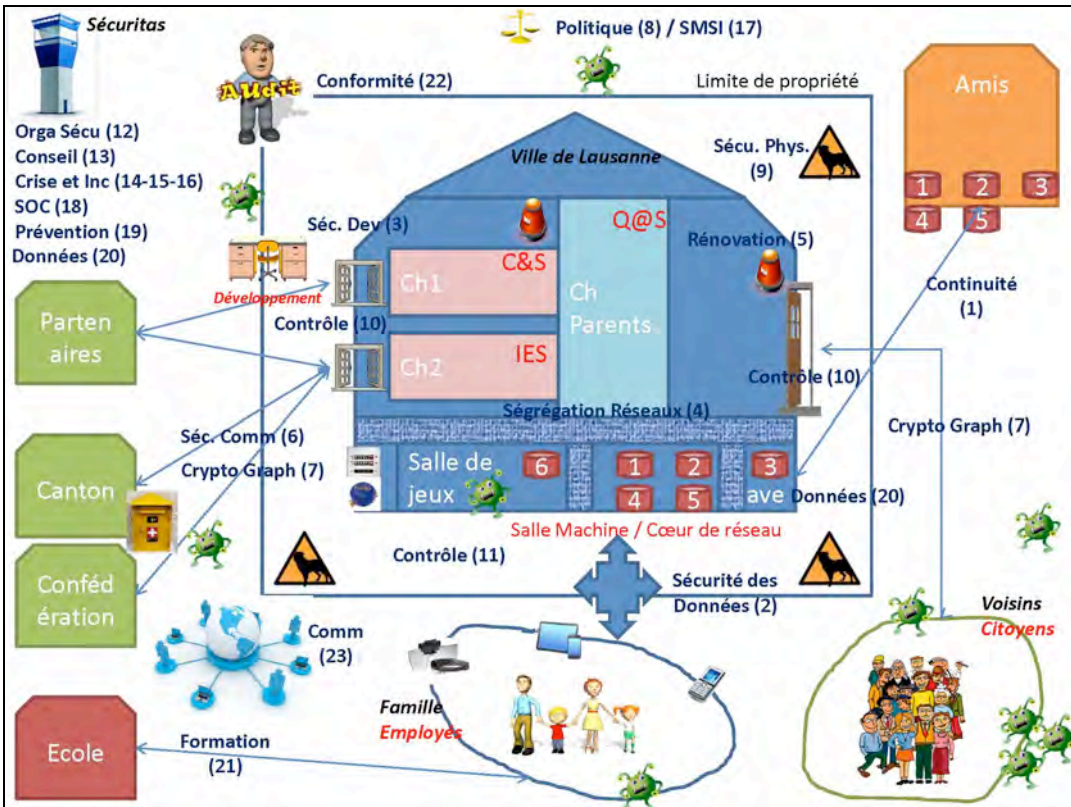 Sécuritas
Politique (8) / SMSI (17)
AUdit
Conformité (22)
Limite de propriété
Amis
Orga Sécu (12)
Conseil (13)
Crise et Inc (14-15-16)
SOC (18)
Prévention (19)
Données (20)
Ville de Lausanne
Sécu. Phys.
(9)
1 2 3
4 5
Séc. Dev (3)
Q@S
Rénovation (5)
C&S
Développement
Ch1
Ch
Parents
Continuité
(1)
Parten
aires
Contrôle (10)
IES
Ch2
Contrôle (10)
Ségrégation Réseaux (4)
Crypto Graph (7)
Séc. Comm (6)
Crypto Graph (7)
Canton
Salle de
jeux
6 1 2 3
4 5
ave
Données (20)
Salle Machine / Cœur de réseau
Contrôle (11)
Conféd
ération
Sécurité des
Données (2)
Comm
(23)
Voisins
Citoyens
Famille
Employés
Ecole
Formation
(21)